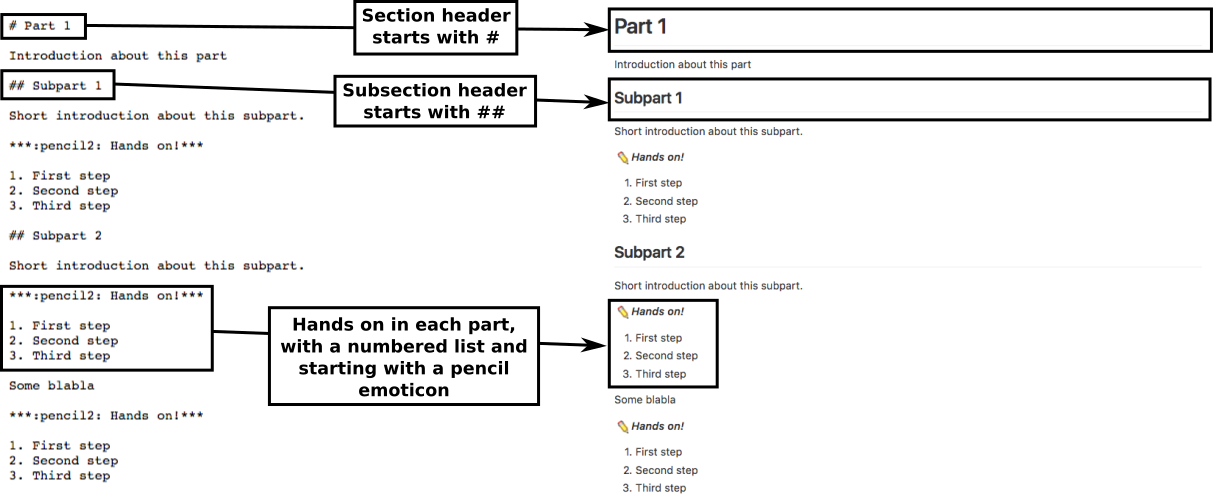 # Part 1
Introduction about this part
## Subpart 1
Short introduction about this subpart.
***:pencil2: Hands on!***
1. First step
2. Second step
3. Third step
## Subpart 2
Short introduction about this subpart.
***:pencil2: Hands on!***
1. First step
2. Second step
3. Third step
Some blabla
***:pencil2: Hands on!***
1. First step
2. Second step
3. Third step
Section header
starts with #
Subsection header
starts with ##
Hands on in each part,
with a numbered list and
starting with a pencil
emoticon
Part 1
Introduction about this part
Subpart 1
Short introduction about this subpart.
Hands on!
1. First step
2. Second step
3. Third step
Subpart 2
Short introduction about this subpart.
Hands on!
1. First step
2. Second step
3. Third step
Some blabla
Hands on!
1. First step
2. Second step
3. Third step